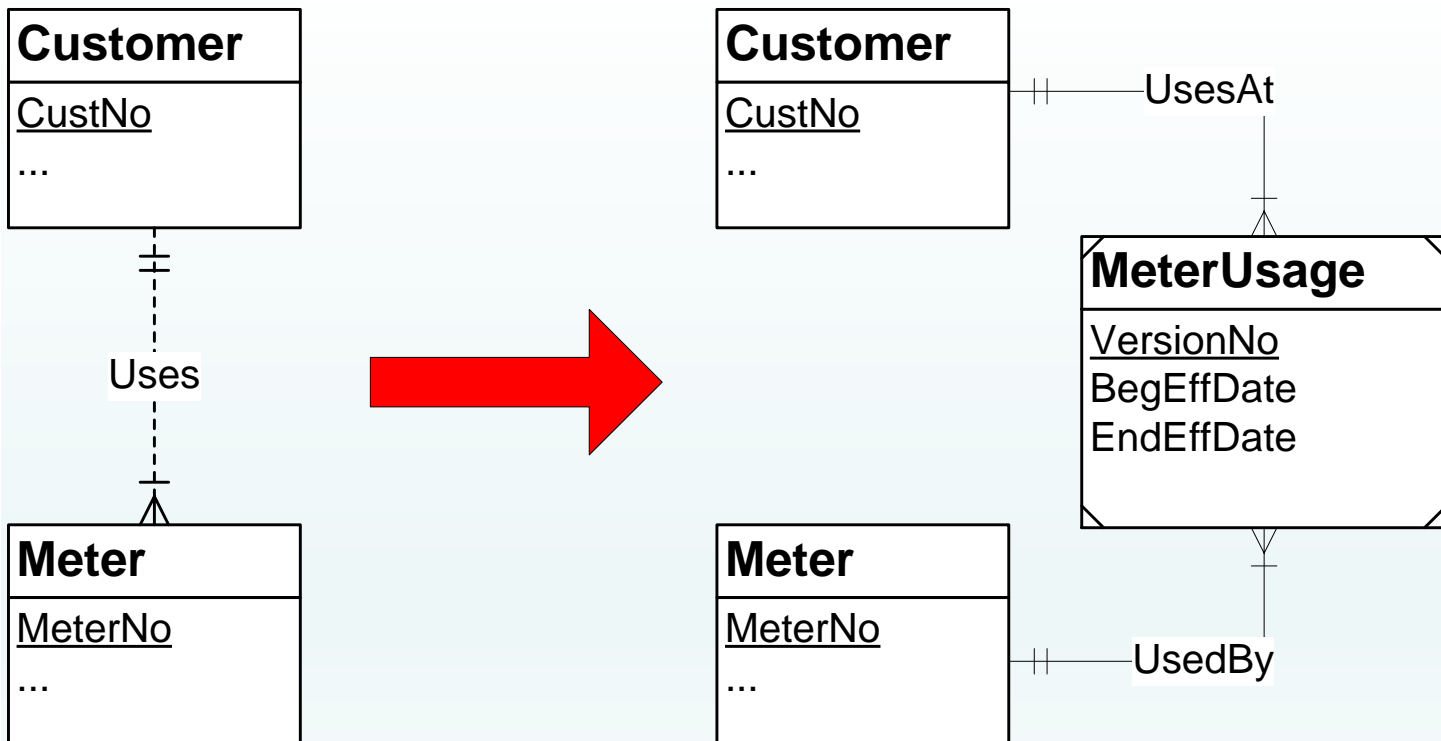 Customer
CustNo
...
Uses
Meter
MeterNo
...
Customer
CustNo
...
UsesAt
MeterUsage
VersionNo
BegEffDate
EndEffDate
Meter
MeterNo
...
UsedBy